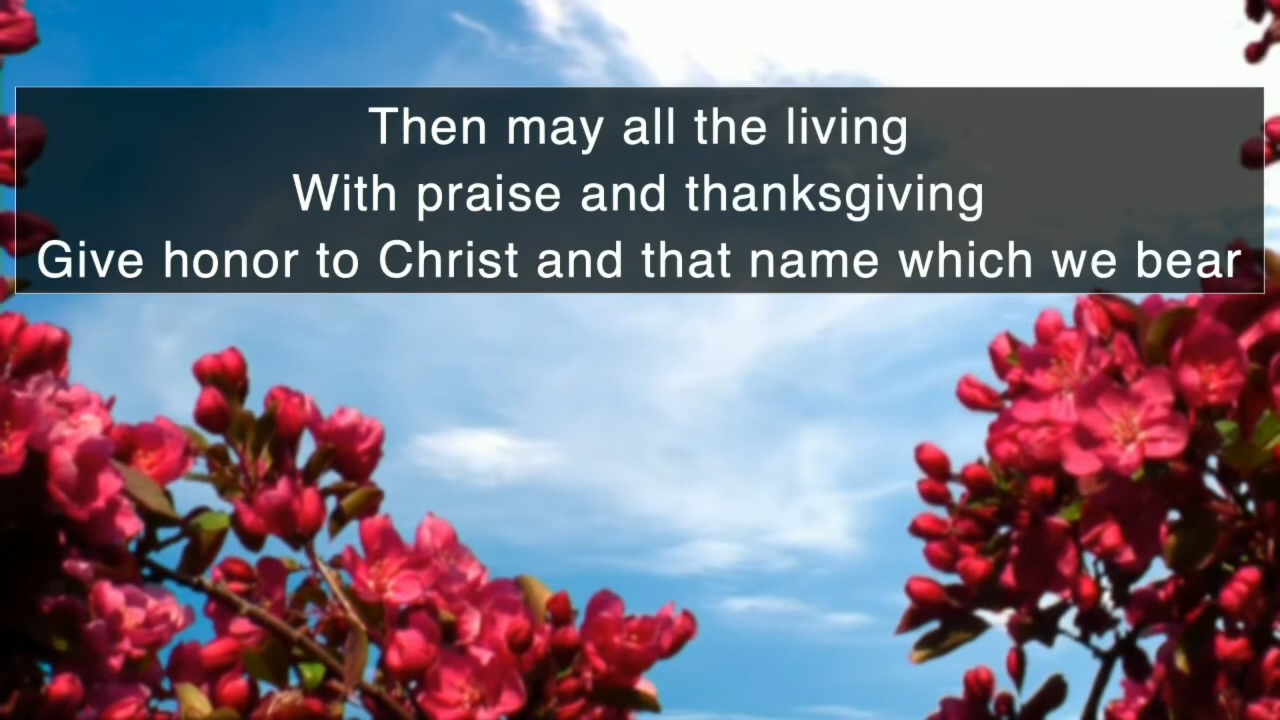 Then may all the living
With praise and thanksgiving
Give honor to Christ and that name which we bear